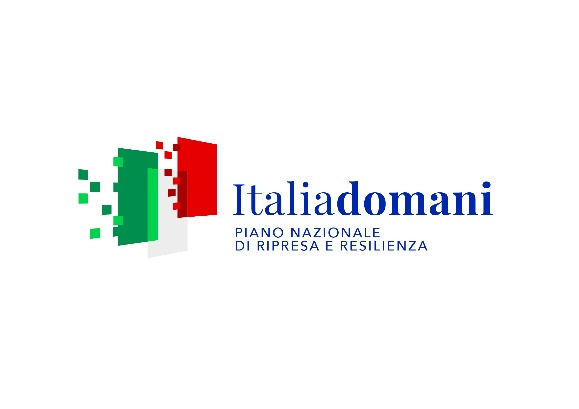 Italiadomani
PIANO NAZIONALE
DI RIPRESA E RESILIENZA